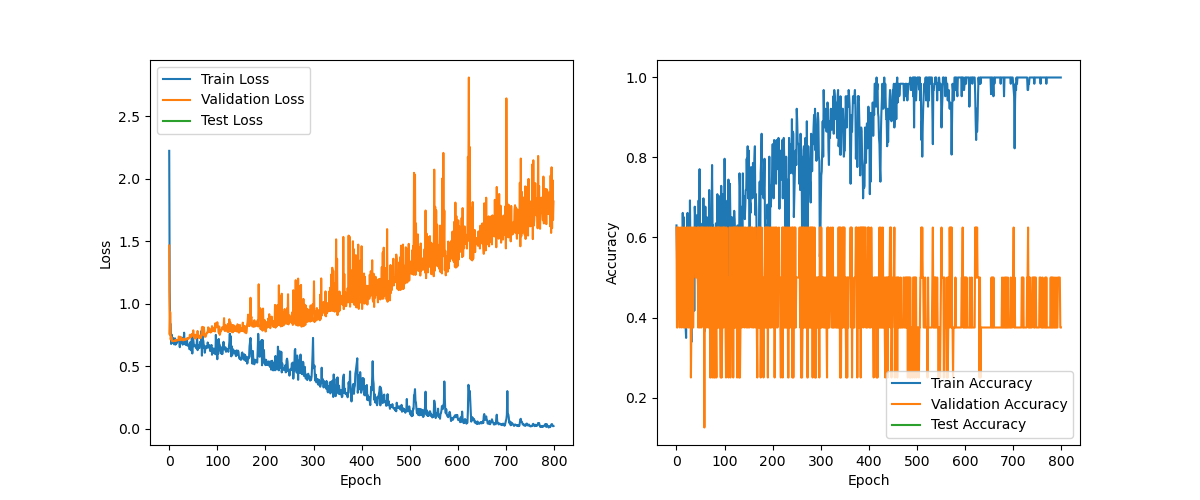 Train Loss
Validation Loss
Test Loss
2.5
2.0
1.5
1.0
0.5
0.0
Loss
0 100 200 300 400 500 600 700 800
Epoch
1.0
0.8
0.6
0.4
0.2
Accuracy
Train Accuracy
Validation Accuracy
Test Accuracy
0 100 200 300 400 500 600 700 800
Epoch